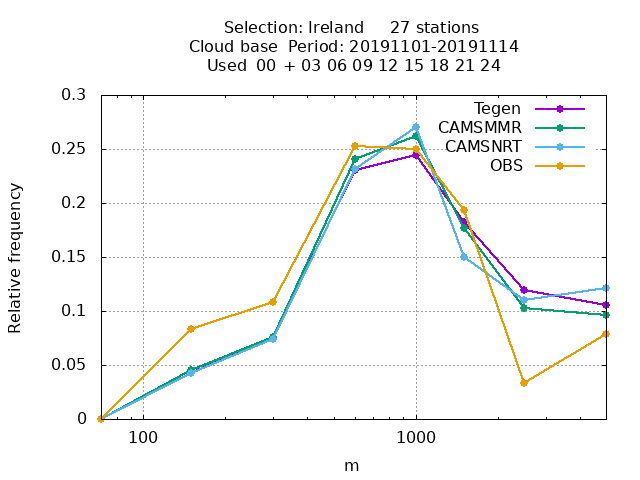 Selection: Ireland 27 stations
Cloud base Period: 20191101-20191114
Used 00 + 03 06 09 12 15 18 21 24
Relative frequency
0.3
0.25
0.2
0.15
0.1
0.05
0
Tegen
CAMSMMR
CAMSNRT
OBS
100 1000
m